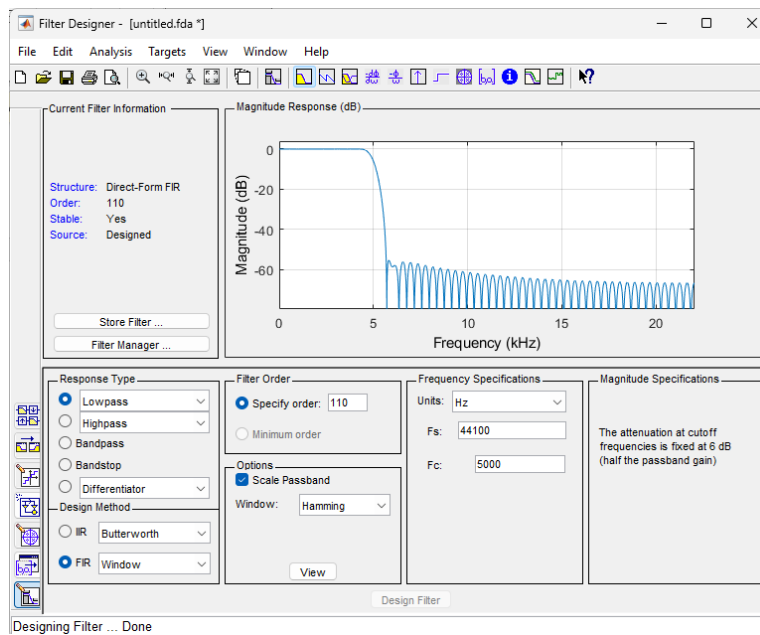 Filter Designer - [untitled.fda *]
File Edit Analysis Targets View Window Help
Current Filter Information
Structure: Direct-Form FIR
Order: 110
Stable: Yes
Source: Designed
Store Filter ...
Filter Manager ...
Magnitude Response (dB)
Magnitude (dB)
0
-20
-40
-60
0 5 10 15 20
Frequency (kHz)
Response Type
Lowpass
Highpass
Bandpass
Bandstop
Differentiator
Design Method
IIR Butterworth
FIR Window
Filter Order
Specify order: 110
Minimum order
Options
Scale Passband
Window: Hamming
View
Frequency Specifications
Units: Hz
Fs: 44100
Fc: 5000
Magnitude Specifications
The attenuation at cutoff
frequencies is fixed at 6 dB
(half the passband gain)
Design Filter
Designing Filter ... Done